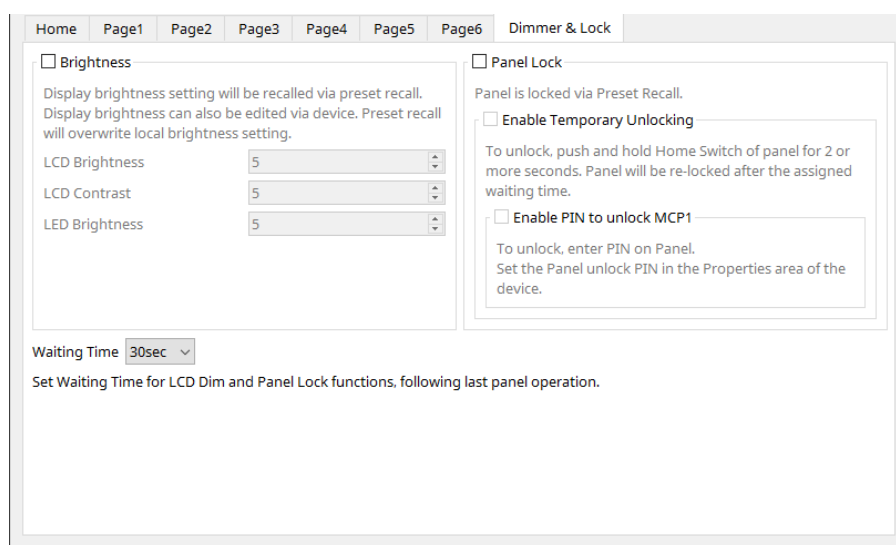 Home Page1 Page2 Page3 Page4 Page5 Page6 Dimmer & Lock
Brightness
Display brightness setting will be recalled via preset recall.
Display brightness can also be edited via device. Preset recall
will overwrite local brightness setting.
LCD Brightness 5
LCD Contrast 5
LED Brightness 5
Panel Lock
Panel is locked via Preset Recall.
Enable Temporary Unlocking
To unlock, push and hold Home Switch of panel for 2 or
more seconds. Panel will be re-locked after the assigned
waiting time.
Enable PIN to unlock MCP1
To unlock, enter PIN on Panel.
Set the Panel unlock PIN in the Properties area of the
device.
Waiting Time 30sec
Set Waiting Time for LCD Dim and Panel Lock functions, following last panel operation.